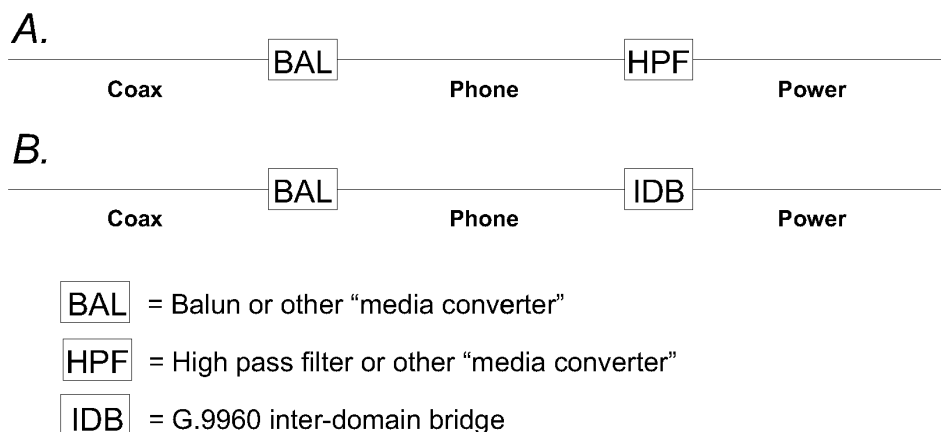 A.
BAL HPF
Coax Phone Power
B.
BAL IDB
Coax Phone Power
BAL = Balun or other “media converter”
HPF = High pass filter or other “media converter”
IDB = G.9960 inter-domain bridge